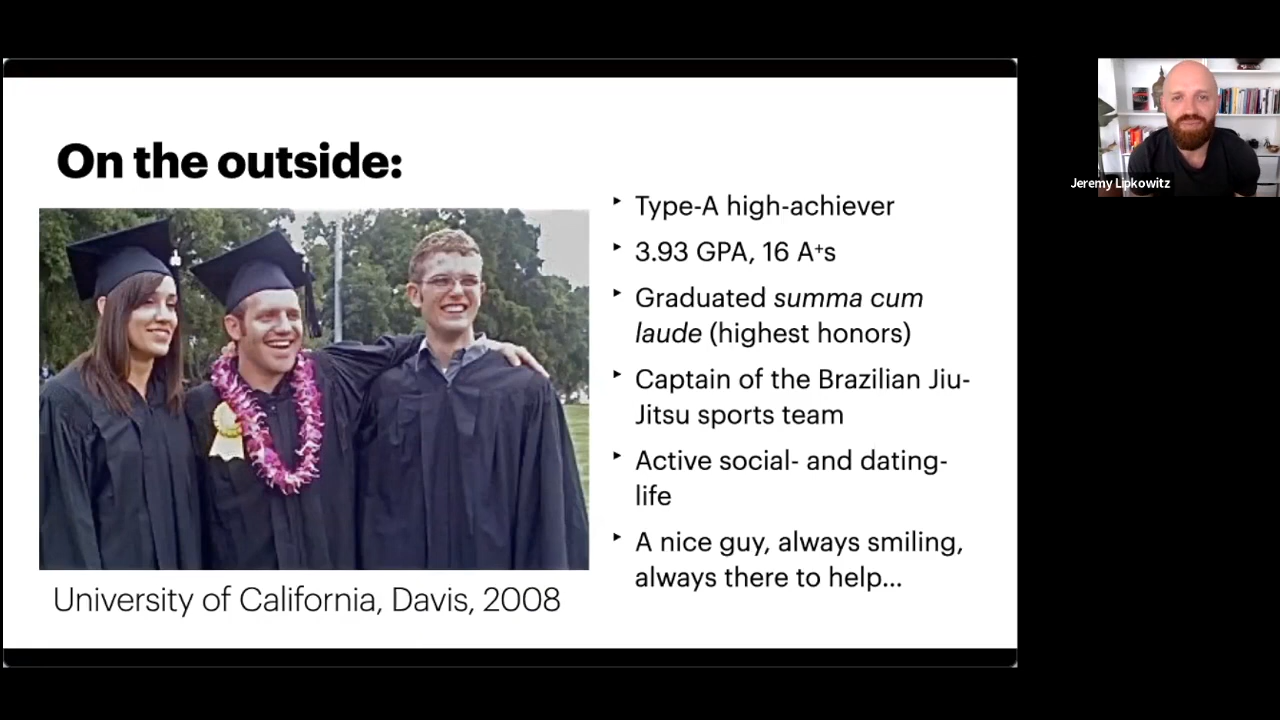 On the outside:
Type-A high-achiever
3.93 GPA, 16 A⁺s
Graduated summa cum
laude (highest honors)
Captain of the Brazilian Jiu-
Jitsu sports team
Active social- and dating-
life
A nice guy, always smiling,
always there to help...
University of California, Davis, 2008
Jeremy Lipkowitz